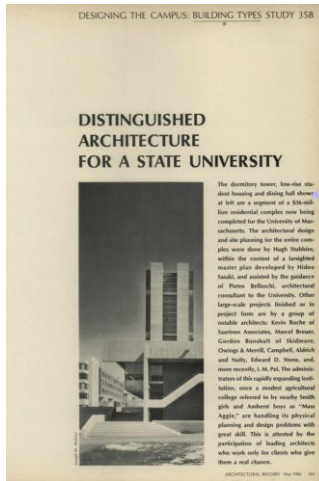 DESIGNING THE CAMPUS: BUILDING TYPES STUDY 358
DISTINGUISHED
ARCHITECTURE
FOR A STATE UNIVERSITY
The dormitory tower, low-rise stu-
dent housing and dining hall shown
at left are a segment of a $36-mil-
lion residential complex now being
completed for the University of Mas-
sachusetts. The architectural design
and site planning for the entire com-
plex were done by Hugh Stubbins,
within the context of a farsighted
master plan developed by Hideo
Sasaki, and assisted by the guidance
of Pietro Belluschi, architectural
consultant to the University. Other
large-scale projects finished or in
project form are by a group of
notable architects: Kevin Roche of
Saarinen Associates, Marcel Breuer,
Gordon Bunshaft of Skidmore,
Owings & Merrill, Campbell, Aldrich
and Nulty, Edward D. Stone, and,
more recently, I. M. Pei. The adminis-
trators of this rapidly expanding insti-
tution, once a modest agricultural
college referred to by nearby Smith
girls and Amherst boys as "Mass
Aggie," are handling its physical
planning and design problems with
great skill. This is attested by the
participation of leading architects
who work only for clients who give
them a real chance.
ARCHITECTURAL RECORD May 1966